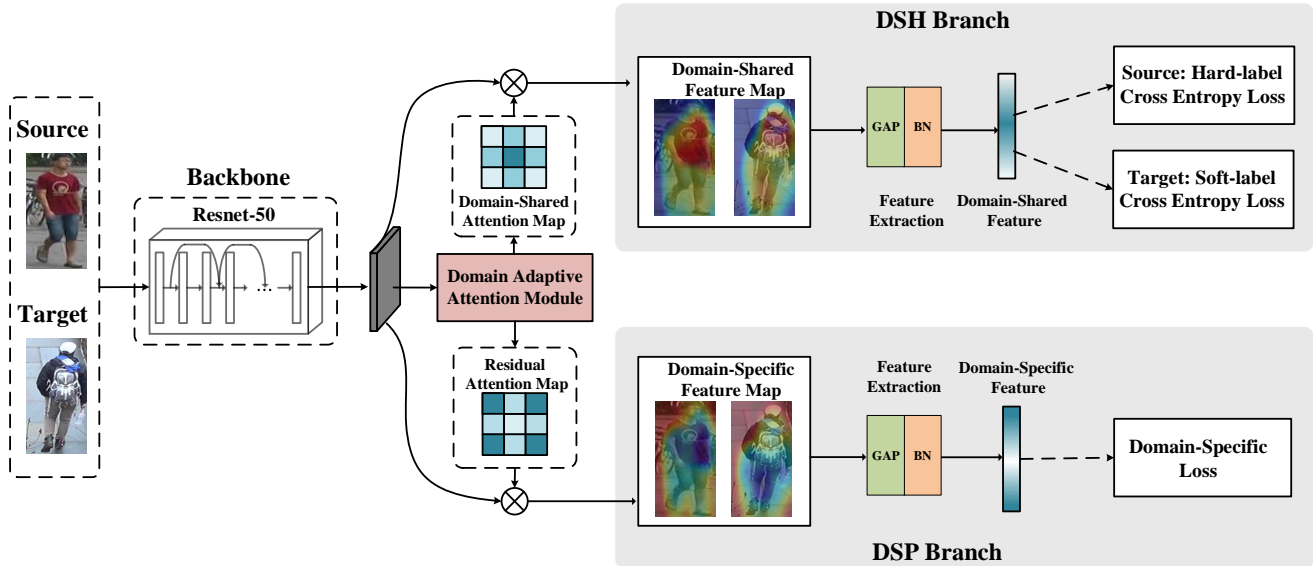 Source
Target
Backbone
Resnet-50
...
Domain-Shared
Attention Map
Domain Adaptive
Attention Module
Residual
Attention Map
DSH Branch
Domain-Shared
Feature Map
GAP
BN
Feature
Extraction
Domain-Shared
Feature
Source: Hard-label
Cross Entropy Loss
Target: Soft-label
Cross Entropy Loss
Domain-Specific
Feature Map
Feature
Extraction
GAP
BN
Domain-Specific
Feature
Domain-Specific
Loss
DSP Branch